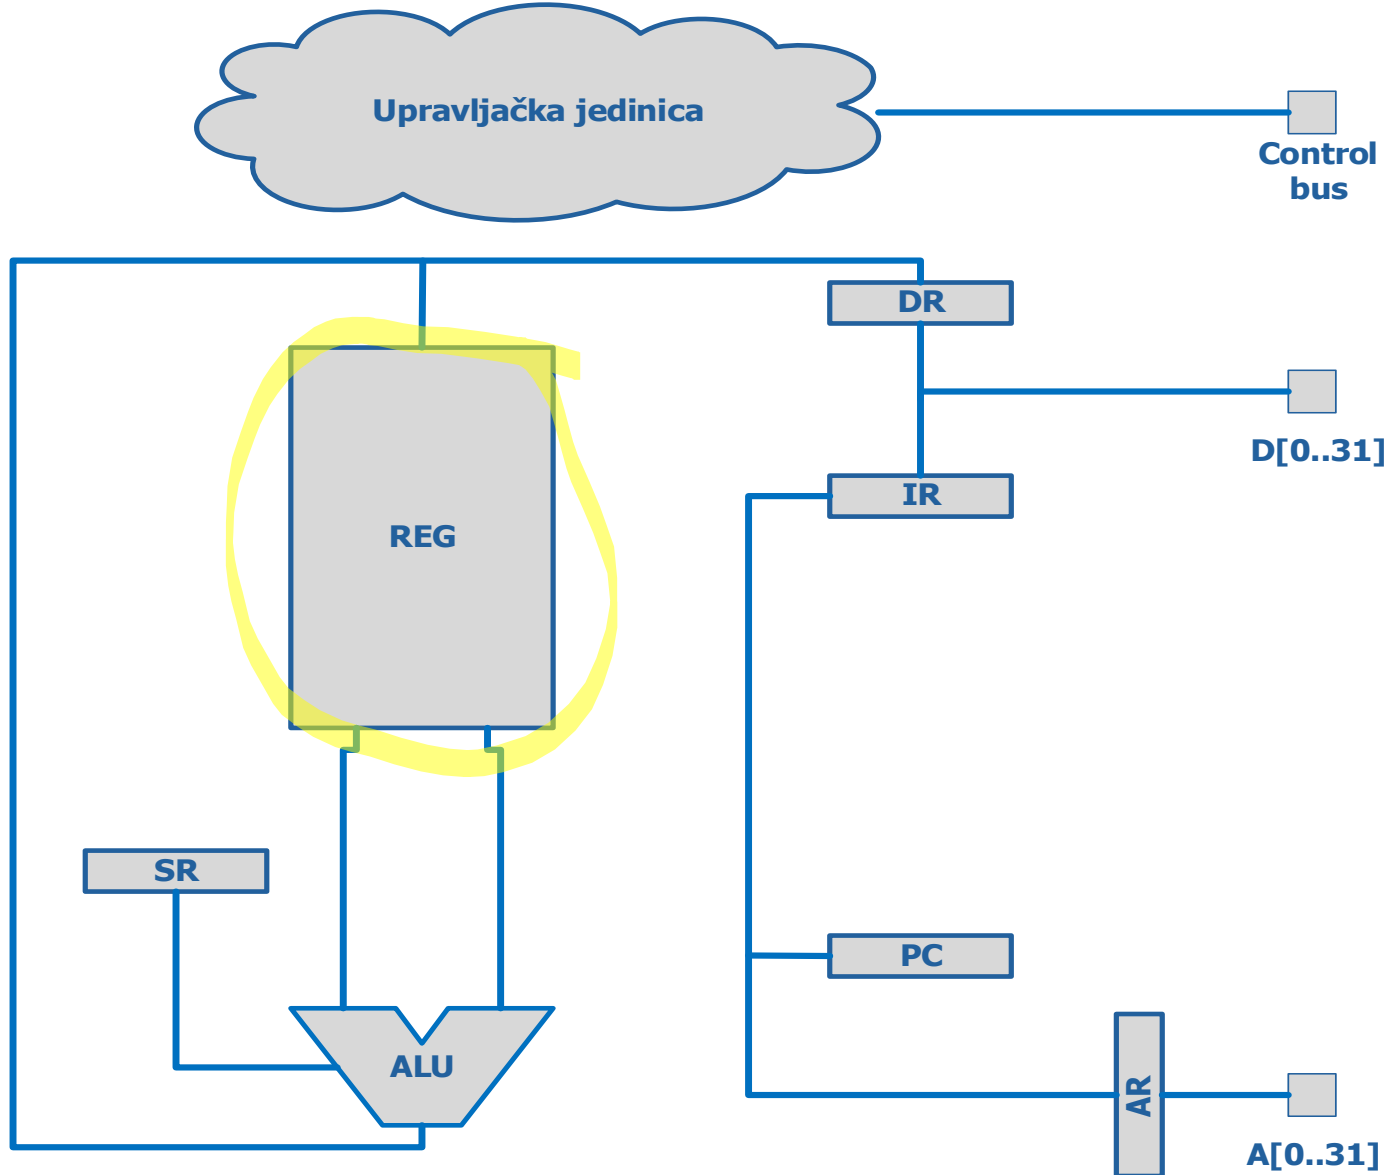 Upravljačka jedinica
Control
bus
DR
D[0..31]
IR
REG
SR
PC
ALU
AR
A[0..31]